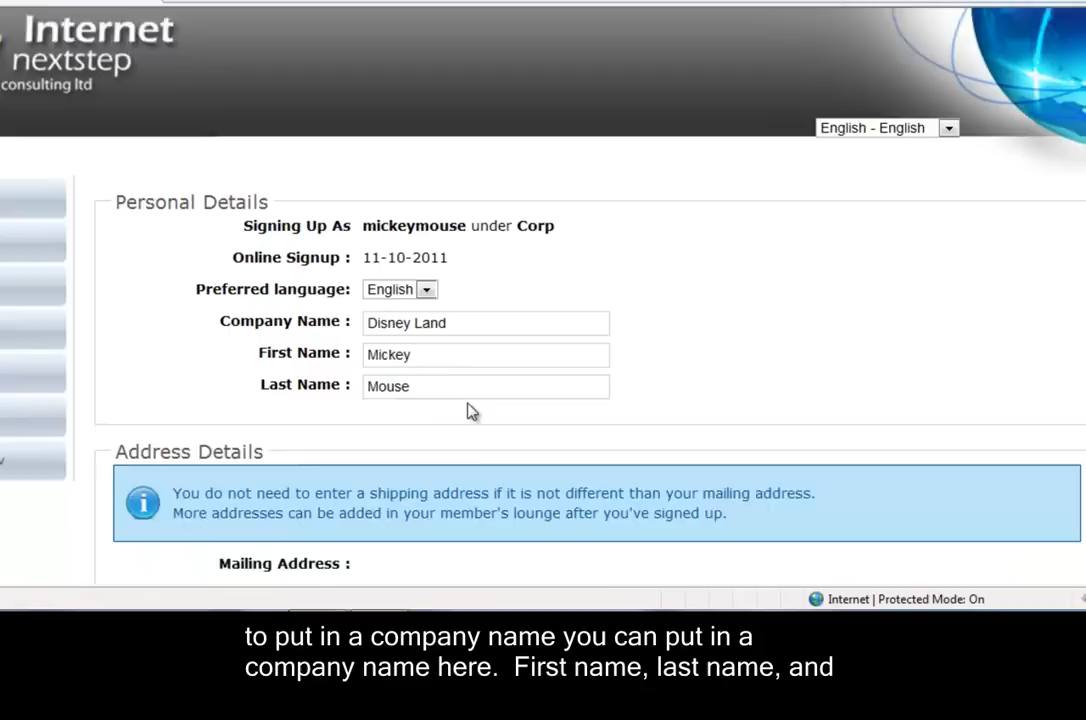 Internet
nextstep
consulting ltd
English - English
Personal Details
Signing Up As mickeymouse under Corp
Online Signup : 11-10-2011
Preferred language: English
Company Name : Disney Land
First Name : Mickey
Last Name : Mouse
Address Details
You do not need to enter a shipping address if it is not different than your mailing address.
More addresses can be added in your member's lounge after you've signed up.
Mailing Address :
Internet | Protected Mode: On
to put in a company name you can put in a
company name here. First name, last name, and